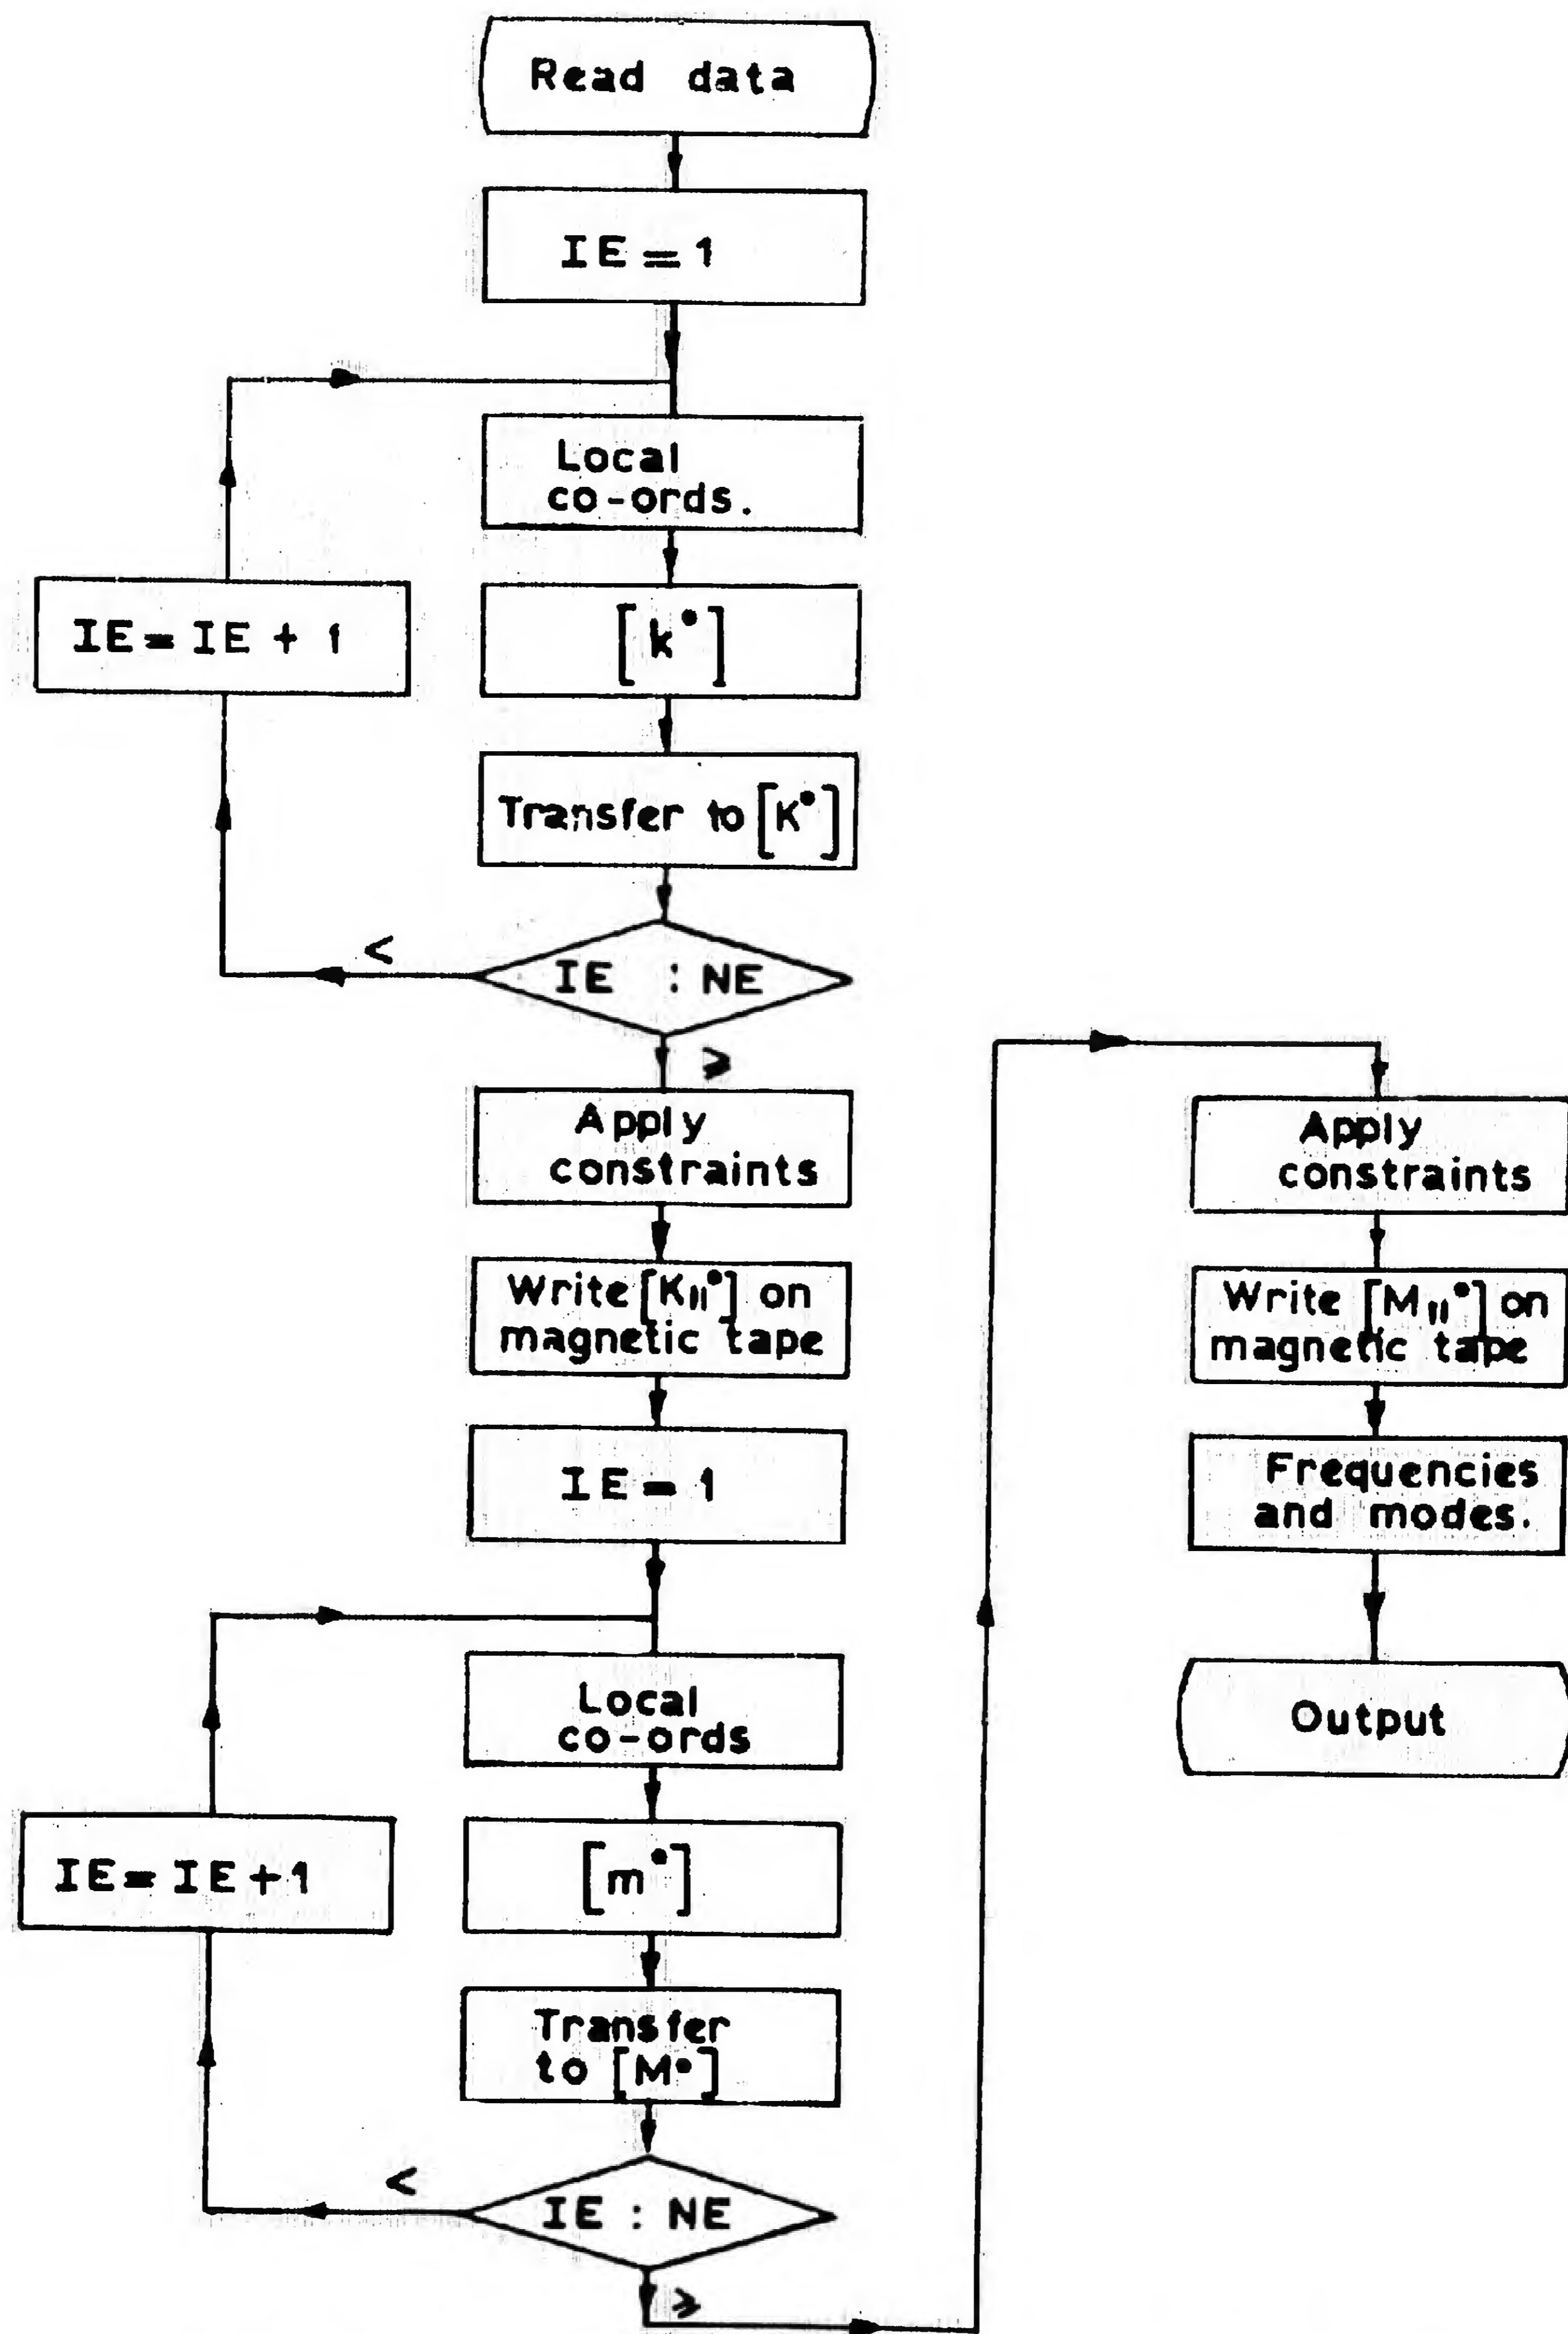 Read data
IE = 1
Local
co-ords.
[k•]
IE = IE + 1
Transfer to [K•]
<
IE : NE
⩾
Apply
constraints
Write [K₁₁•] on
magnetic tape
IE = 1
Local
co-ords
[m•]
IE = IE + 1
Transfer
to [M•]
<
IE : NE
⩾
Apply
constraints
Write [M₁₁•] on
magnetic tape
Frequencies
and modes.
Output